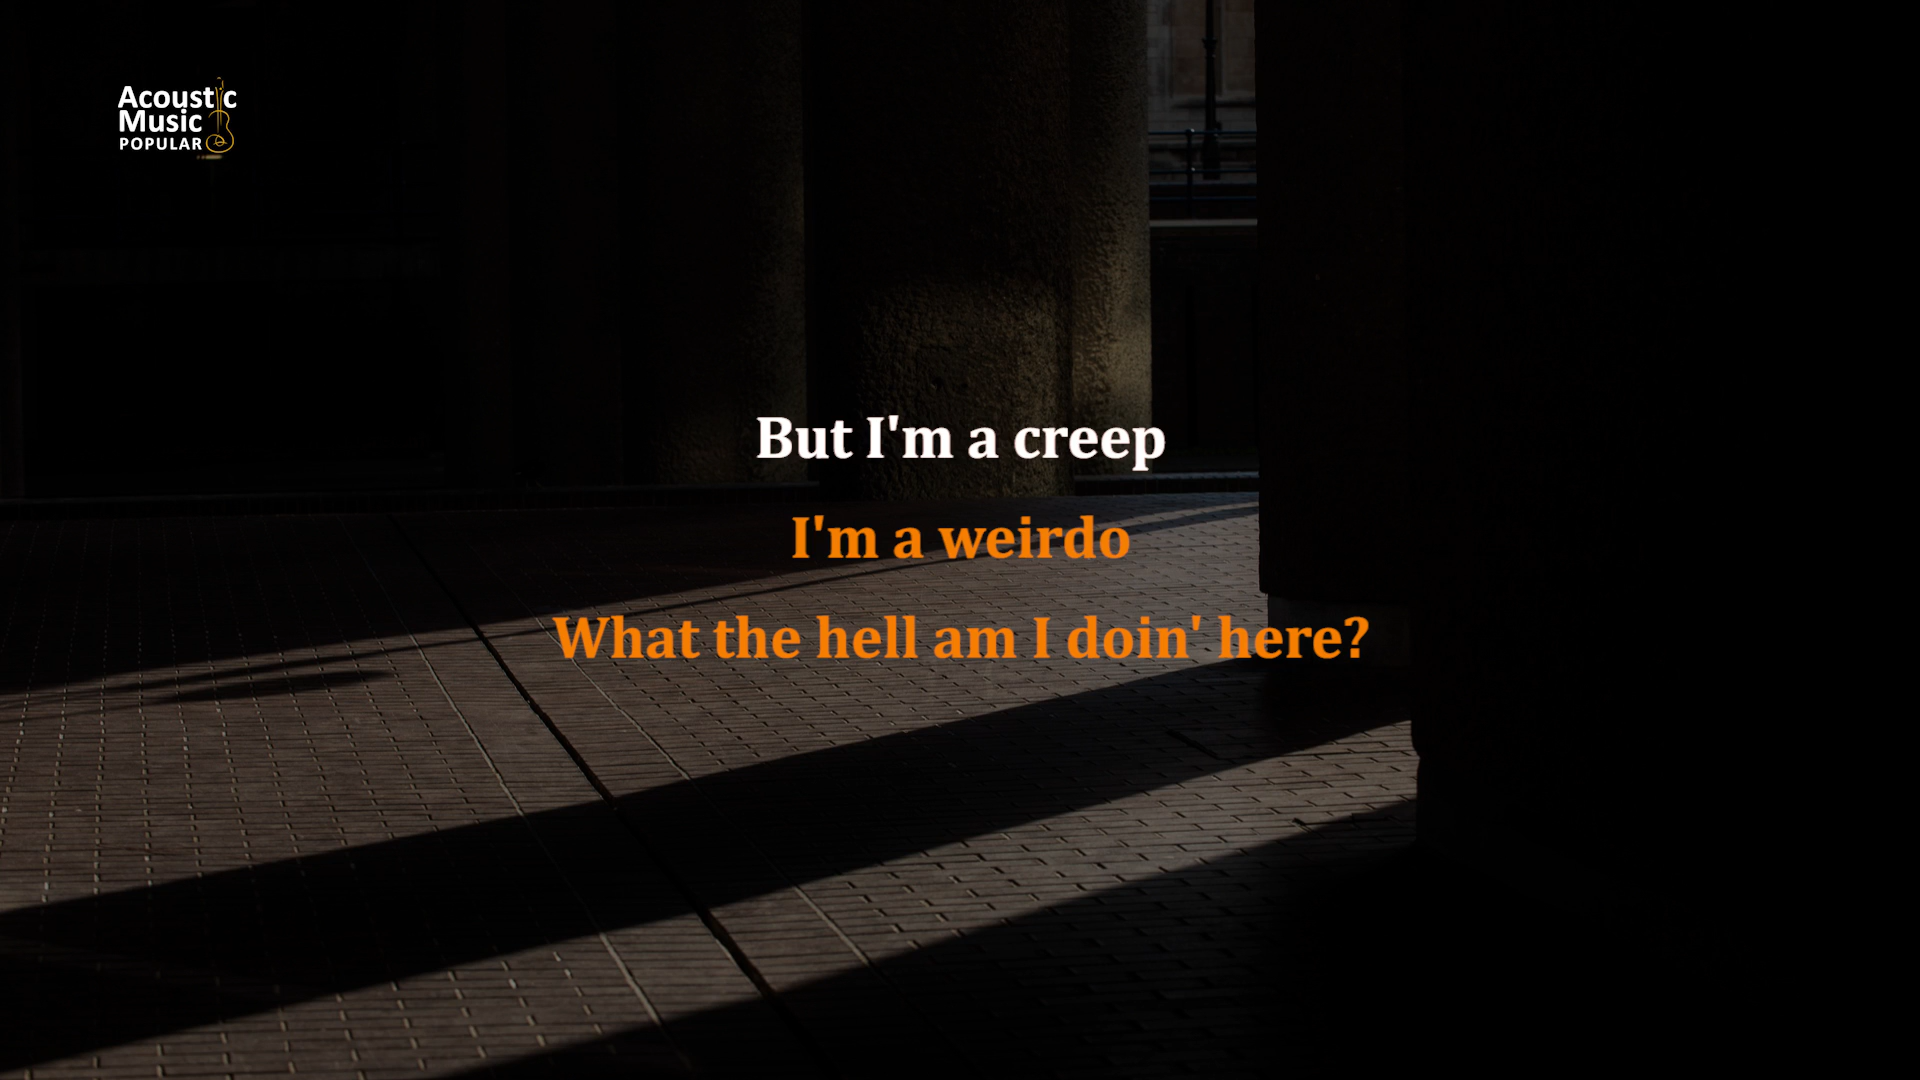 Acoustic
Music
POPULAR
But I'm a creep
I'm a weirdo
What the hell am I doin' here?